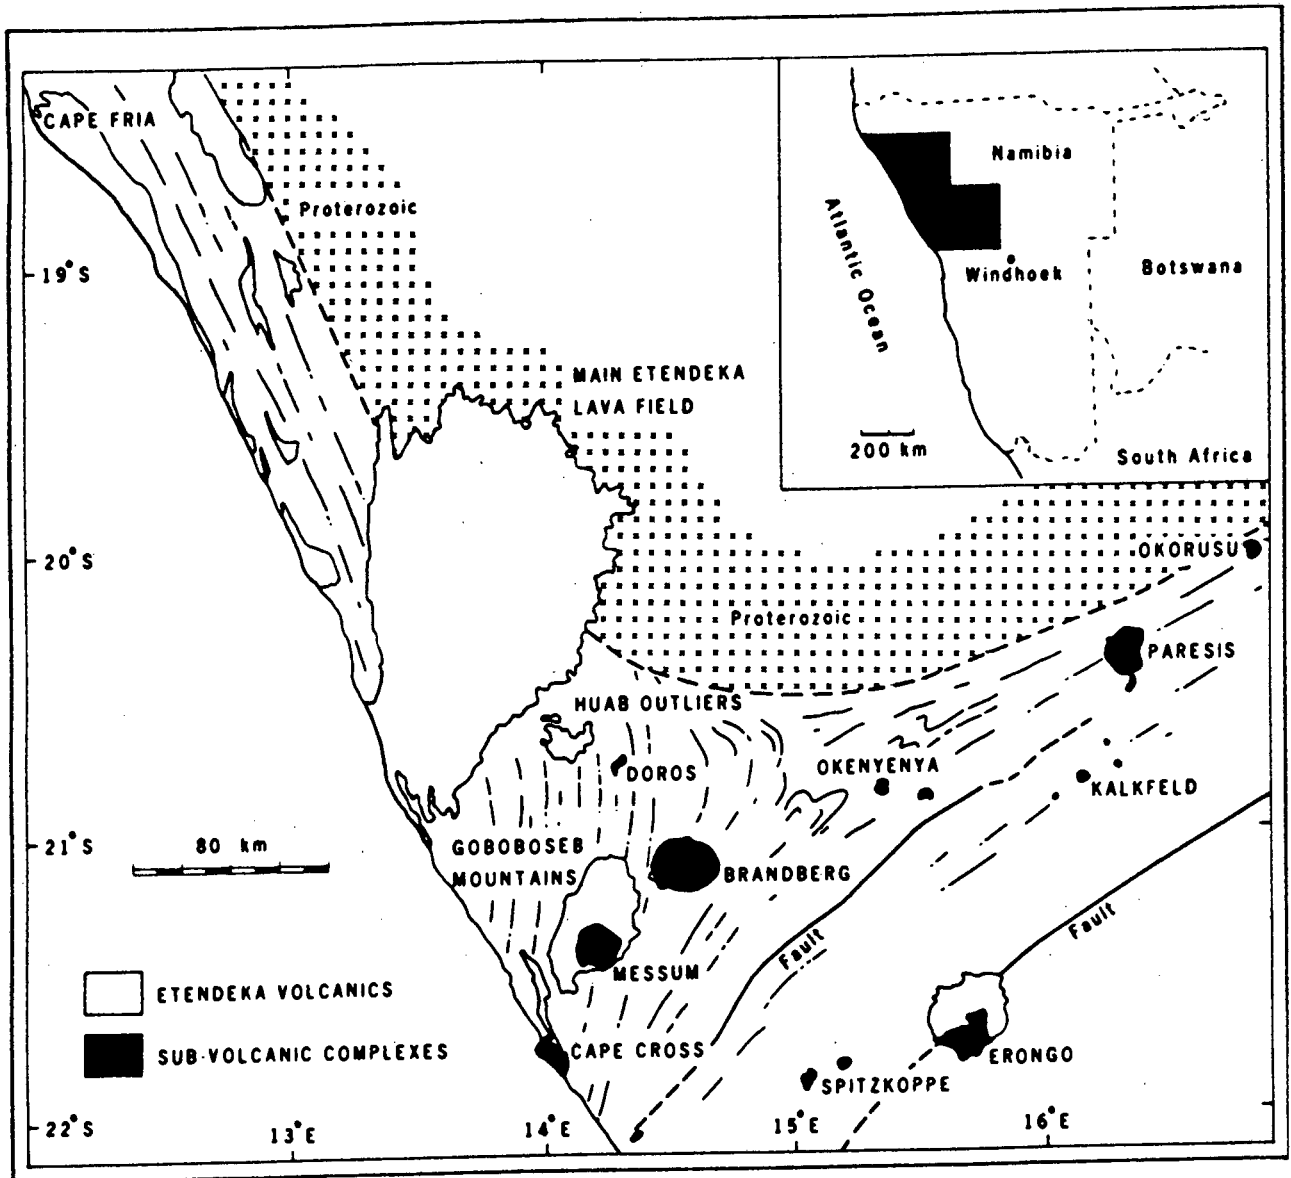 CAPE FRIA
Proterozoic
Namibia
Atlantic Ocean
Windhoek
Botswana
200 km
South Africa
19°S
MAIN ETENDEKA
LAVA FIELD
20°S
OKORUSU
Proterozoic
PARESIS
HUAB OUTLIERS
DOROS
OKENYENYA
KALKFELD
21°S
80 km
GOBOBOSEB
MOUNTAINS
BRANDBERG
Fault
Fault
MESSUM
ETENDEKA VOLCANICS
SUB-VOLCANIC COMPLEXES
CAPE CROSS
ERONGO
SPITZKOPPE
22°S
13°E
14°E
15°E
16°E